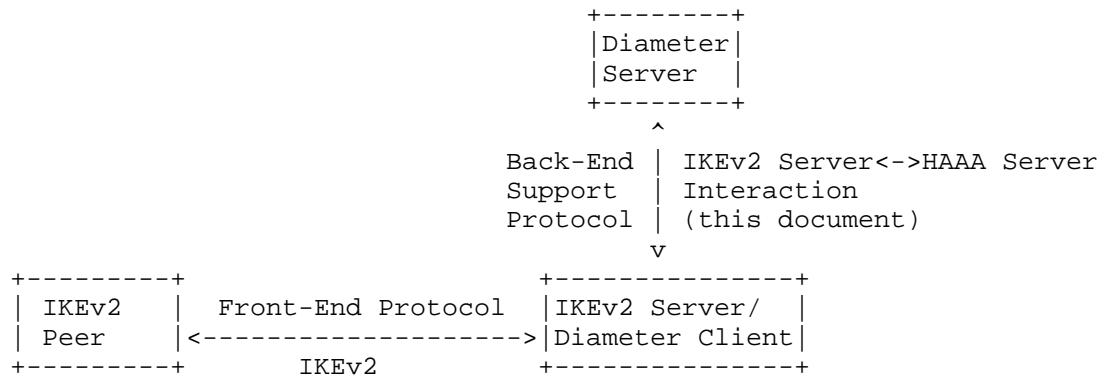 Diameter
Server
Back-End | IKEv2 Server<->HAAA Server
Support | Interaction
Protocol | (this document)
IKEv2 Front-End Protocol IKEv2 Server/
Peer <--------------------> Diameter Client
IKEv2